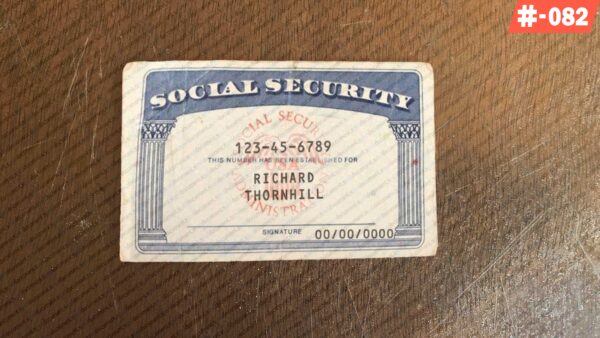 #-082
SOCIAL SECURITY
123-45-6789
THIS NUMBER HAS BEEN ESTABLISHED FOR
RICHARD
THORNHILL
SIGNATURE 00/00/0000